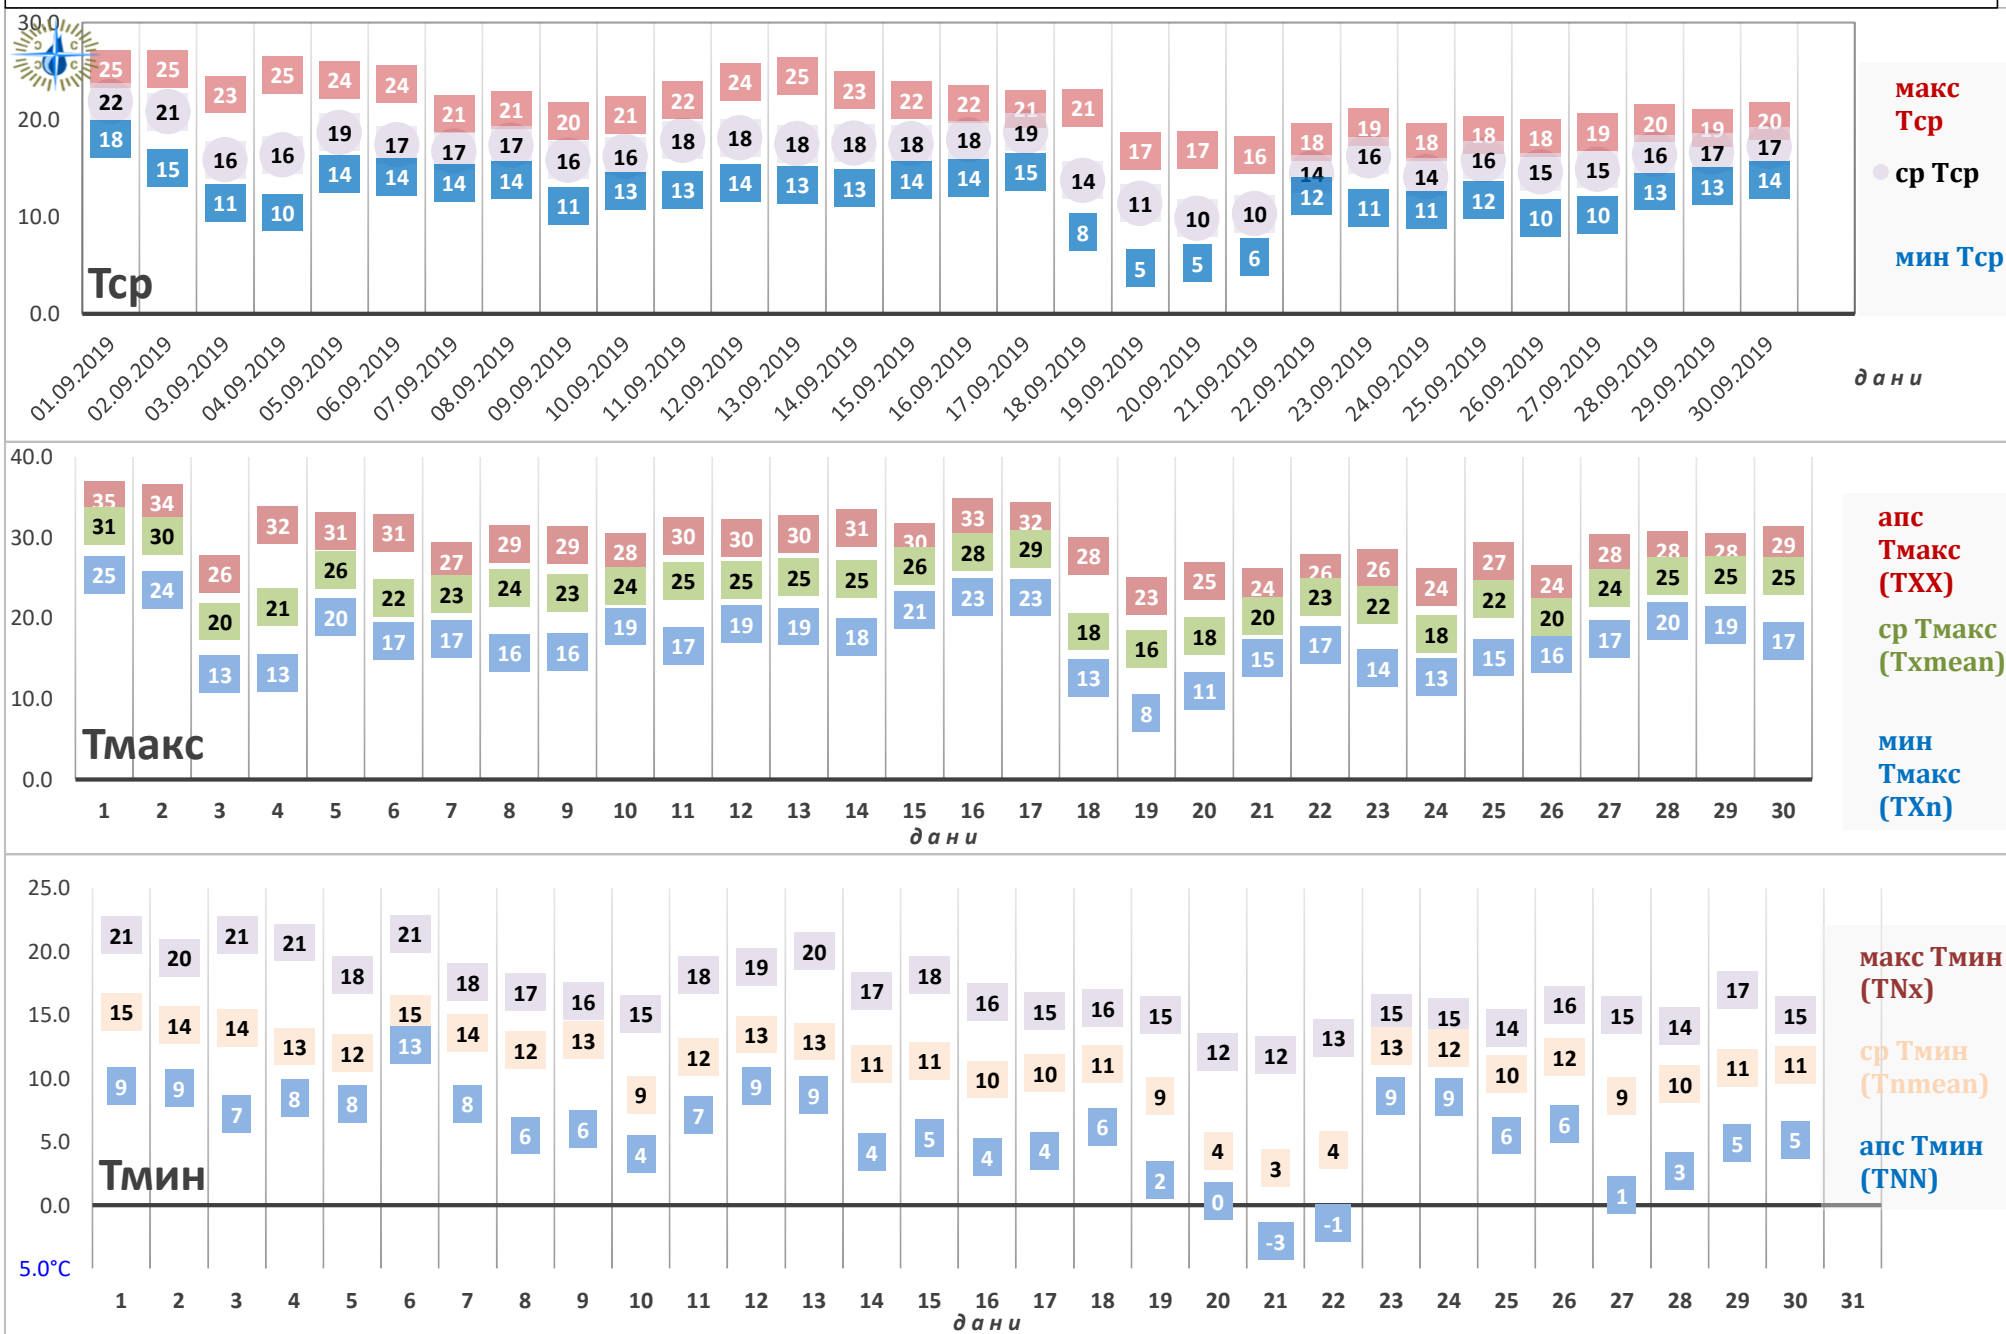 30.0
25 25 23 25 24 24 21 21 20 21 22 24 25 23 22 22 21 21 17 17 16 18 19 18 18 18 19 20 19 20
22 21 16 16 19 17 17 17 16 16 18 18 18 18 18 18 19 14 11 10 10 14 16 14 16 15 15 16 17 17
20.0
18 15 11 10 14 14 14 14 11 13 13 14 13 13 14 14 15 8 5 5 6 12 11 11 12 10 10 13 13 14
10.0
Тср
0.0
макс
Тср
ср Тср
мин Тср
01.09.2019 02.09.2019 03.09.2019 04.09.2019 05.09.2019 06.09.2019 07.09.2019 08.09.2019 09.09.2019 10.09.2019 11.09.2019 12.09.2019 13.09.2019 14.09.2019 15.09.2019 16.09.2019 17.09.2019 18.09.2019 19.09.2019 20.09.2019 21.09.2019 22.09.2019 23.09.2019 24.09.2019 25.09.2019 26.09.2019 27.09.2019 28.09.2019 29.09.2019 30.09.2019
дани
40.0
35 34 26 32 31 31 27 29 29 28 30 30 30 31 30 33 32 28 23 25 24 26 26 24 27 24 28 28 28 29
30.0
31 30 20 21 26 22 23 24 23 24 25 25 25 25 26 28 29 18 16 18 20 23 22 18 22 20 24 25 25 25
20.0
25 24 13 13 20 17 17 16 16 19 17 19 19 18 21 23 23 13 8 11 15 17 14 13 15 16 17 20 19 17
10.0
Тмакс
0.0
1 2 3 4 5 6 7 8 9 10 11 12 13 14 15 16 17 18 19 20 21 22 23 24 25 26 27 28 29 30
дани
апс
Тмакс
(TXX)
ср Тмакс
(Txmean)
мин
Тмакс
(TXn)
25.0
21 20 21 21 18 21 18 17 16 15 18 19 20 17 18 16 15 16 15 12 12 13 15 15 14 16 15 14 17 15
20.0
15.0
15 14 14 13 12 15 14 12 13 9 12 13 13 11 11 10 10 11 9 4 3 4 13 12 10 12 9 10 11 11
10.0
9 9 7 8 8 13 8 6 6 4 7 9 9 4 5 4 4 6 2 0 -3 -1 9 9 6 6 1 3 5 5
5.0
Тмин
0.0
5.0°C
1 2 3 4 5 6 7 8 9 10 11 12 13 14 15 16 17 18 19 20 21 22 23 24 25 26 27 28 29 30 31
дани
макс Тмин
(TNx)
ср Тмин
(Tnmean)
апс Тмин
(TNN)